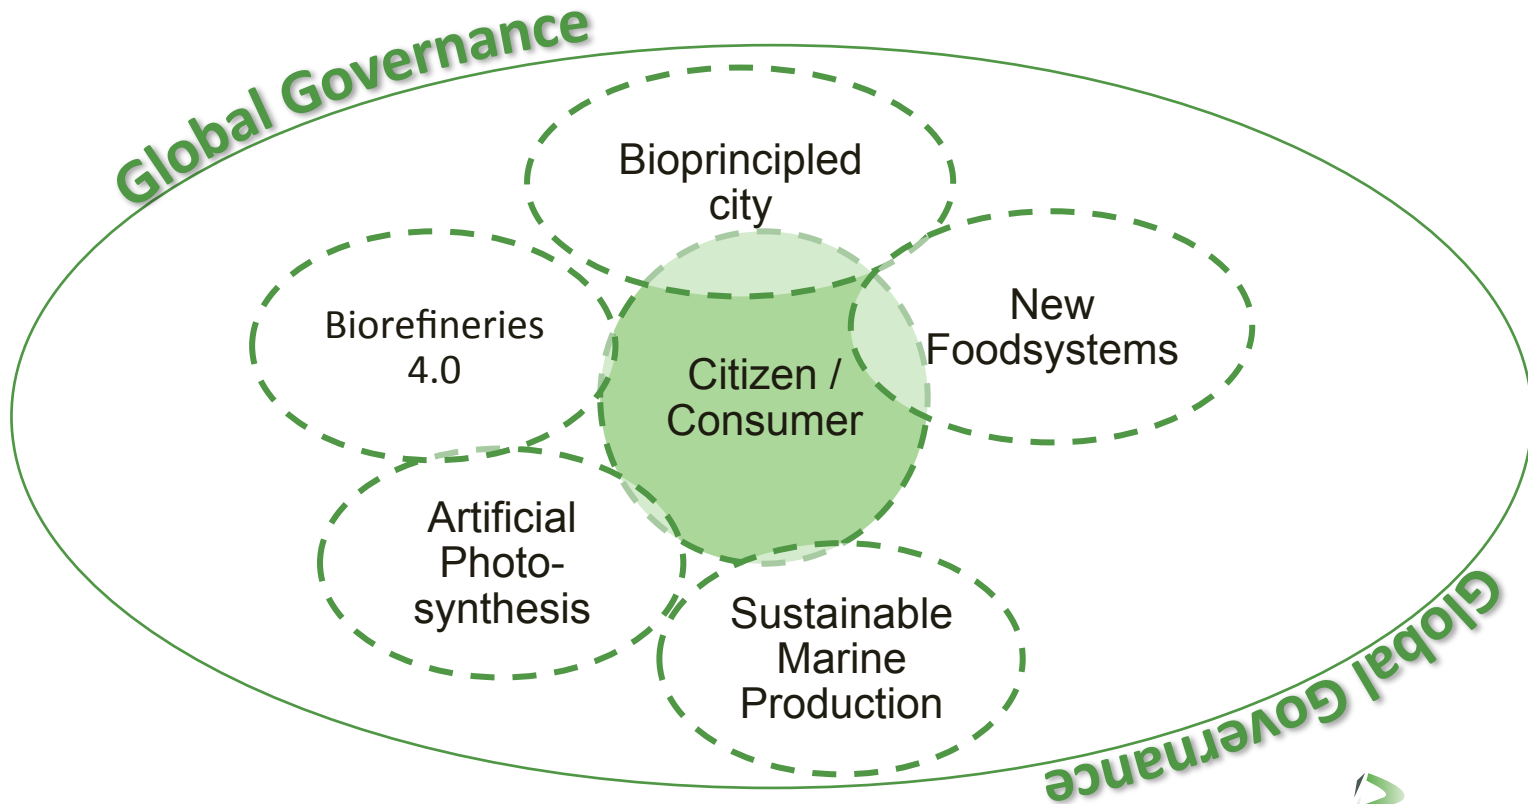 Global Governance
Bioprincipled
city
New
Foodsystems
Biorefineries
4.0
Citizen /
Consumer
Artificial
Photo-
synthesis
Sustainable
Marine
Production
Global Governance